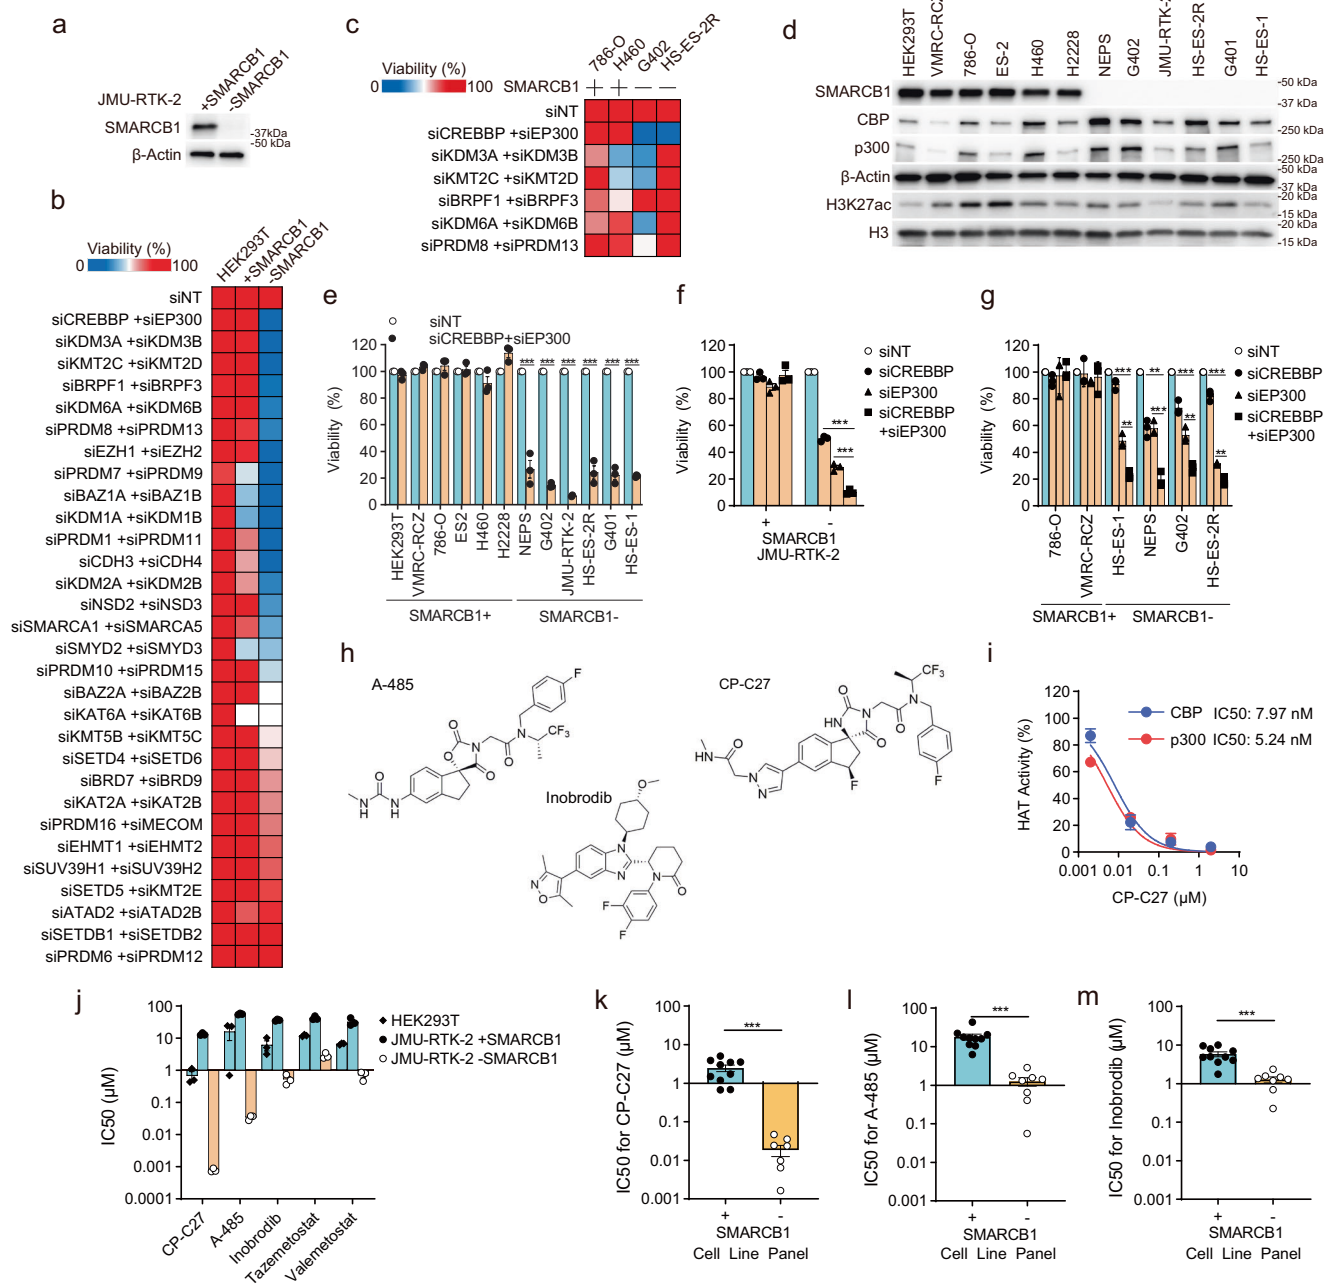 a
+SMARCB1
-SMARCB1
JMU-RTK-2
SMARCB1
β-Actin
-37kDa
-50 kDa
b
Viability (%)
0
100
HEK293T
+SMARCB1
-SMARCB1
siNT
siCREBBP +siEP300
siKDM3A +siKDM3B
siKMT2C +siKMT2D
siBRPF1 +siBRPF3
siKDM6A +siKDM6B
siPRDM8 +siPRDM13
siEZH1 +siEZH2
siPRDM7 +siPRDM9
siBAZ1A +siBAZ1B
siKDM1A +siKDM1B
siPRDM1 +siPRDM11
siCDH3 +siCDH4
siKDM2A +siKDM2B
siNSD2 +siNSD3
siSMARCA1 +siSMARCA5
siSMYD2 +siSMYD3
siPRDM10 +siPRDM15
siBAZ2A +siBAZ2B
siKAT6A +siKAT6B
siKMT5B +siKMT5C
siSETD4 +siSETD6
siBRD7 +siBRD9
siKAT2A +siKAT2B
siPRDM16 +siMECOM
siEHMT1 +siEHMT2
siSUV39H1 +siSUV39H2
siSETD5 +siKMT2E
siATAD2 +siATAD2B
siSETDB1 +siSETDB2
siPRDM6 +siPRDM12
c
Viability (%)
0
100
786-O
H460
G402
HS-ES-2R
SMARCB1 + + — —
siNT
siCREBBP +siEP300
siKDM3A +siKDM3B
siKMT2C +siKMT2D
siBRPF1 +siBRPF3
siKDM6A +siKDM6B
siPRDM8 +siPRDM13
d
HEK293T
VMRC-RCZ
786-O
ES-2
H460
H2228
NEPS
G402
JMU-RTK-2
HS-ES-2R
G401
HS-ES-1
SMARCB1
-50 kDa
-37 kDa
CBP
-250 kDa
p300
-250 kDa
β-Actin
-50 kDa
-37 kDa
H3K27ac
-20 kDa
-15 kDa
H3
-20 kDa
-15 kDa
e
siNT
siCREBBP+siEP300
Viability (%)
120
100
80
60
40
20
0
*** *** *** *** *** ***
HEK293T
VMRC-RCZ
786-O
ES2
H460
H2228
NEPS
G402
JMU-RTK-2
HS-ES-2R
G401
HS-ES-1
SMARCB1+
SMARCB1-
f
siNT
siCREBBP
siEP300
siCREBBP
+siEP300
Viability (%)
120
100
80
60
40
20
0
***
***
+ -
SMARCB1
JMU-RTK-2
g
siNT
siCREBBP
siEP300
siCREBBP
+siEP300
Viability (%)
120
100
80
60
40
20
0
*** ** *** ***
** *** ** **
786-O
VMRC-RCZ
HS-ES-1
NEPS
G402
HS-ES-2R
SMARCB1+
SMARCB1-
h
A-485
F
O
O
O
N
O
N
CF3
O
N
H
N
H
Inobrodib
O
N
N
N
O
N
O
F
F
CP-C27
CF3
O
HN
N
O
N
O
F
O
N
H
N
N
F
i
HAT Activity (%)
120
100
80
60
40
20
0
CBP IC50: 7.97 nM
p300 IC50: 5.24 nM
0.001 0.01 0.1 1 10
CP-C27 (µM)
j
IC50 (µM)
100
10
1
0.1
0.01
0.001
0.0001
HEK293T
JMU-RTK-2 +SMARCB1
JMU-RTK-2 -SMARCB1
CP-C27
A-485
Inobrodib
Tazemetostat
Valemetostat
k
IC50 for CP-C27 (µM)
100
10
1
0.1
0.01
0.001
***
+ -
SMARCB1
Cell Line Panel
l
IC50 for A-485 (µM)
100
10
1
0.1
0.01
0.001
***
+ -
SMARCB1
Cell Line Panel
m
IC50 for Inobrodib (µM)
100
10
1
0.1
0.01
0.001
***
+ -
SMARCB1
Cell Line Panel